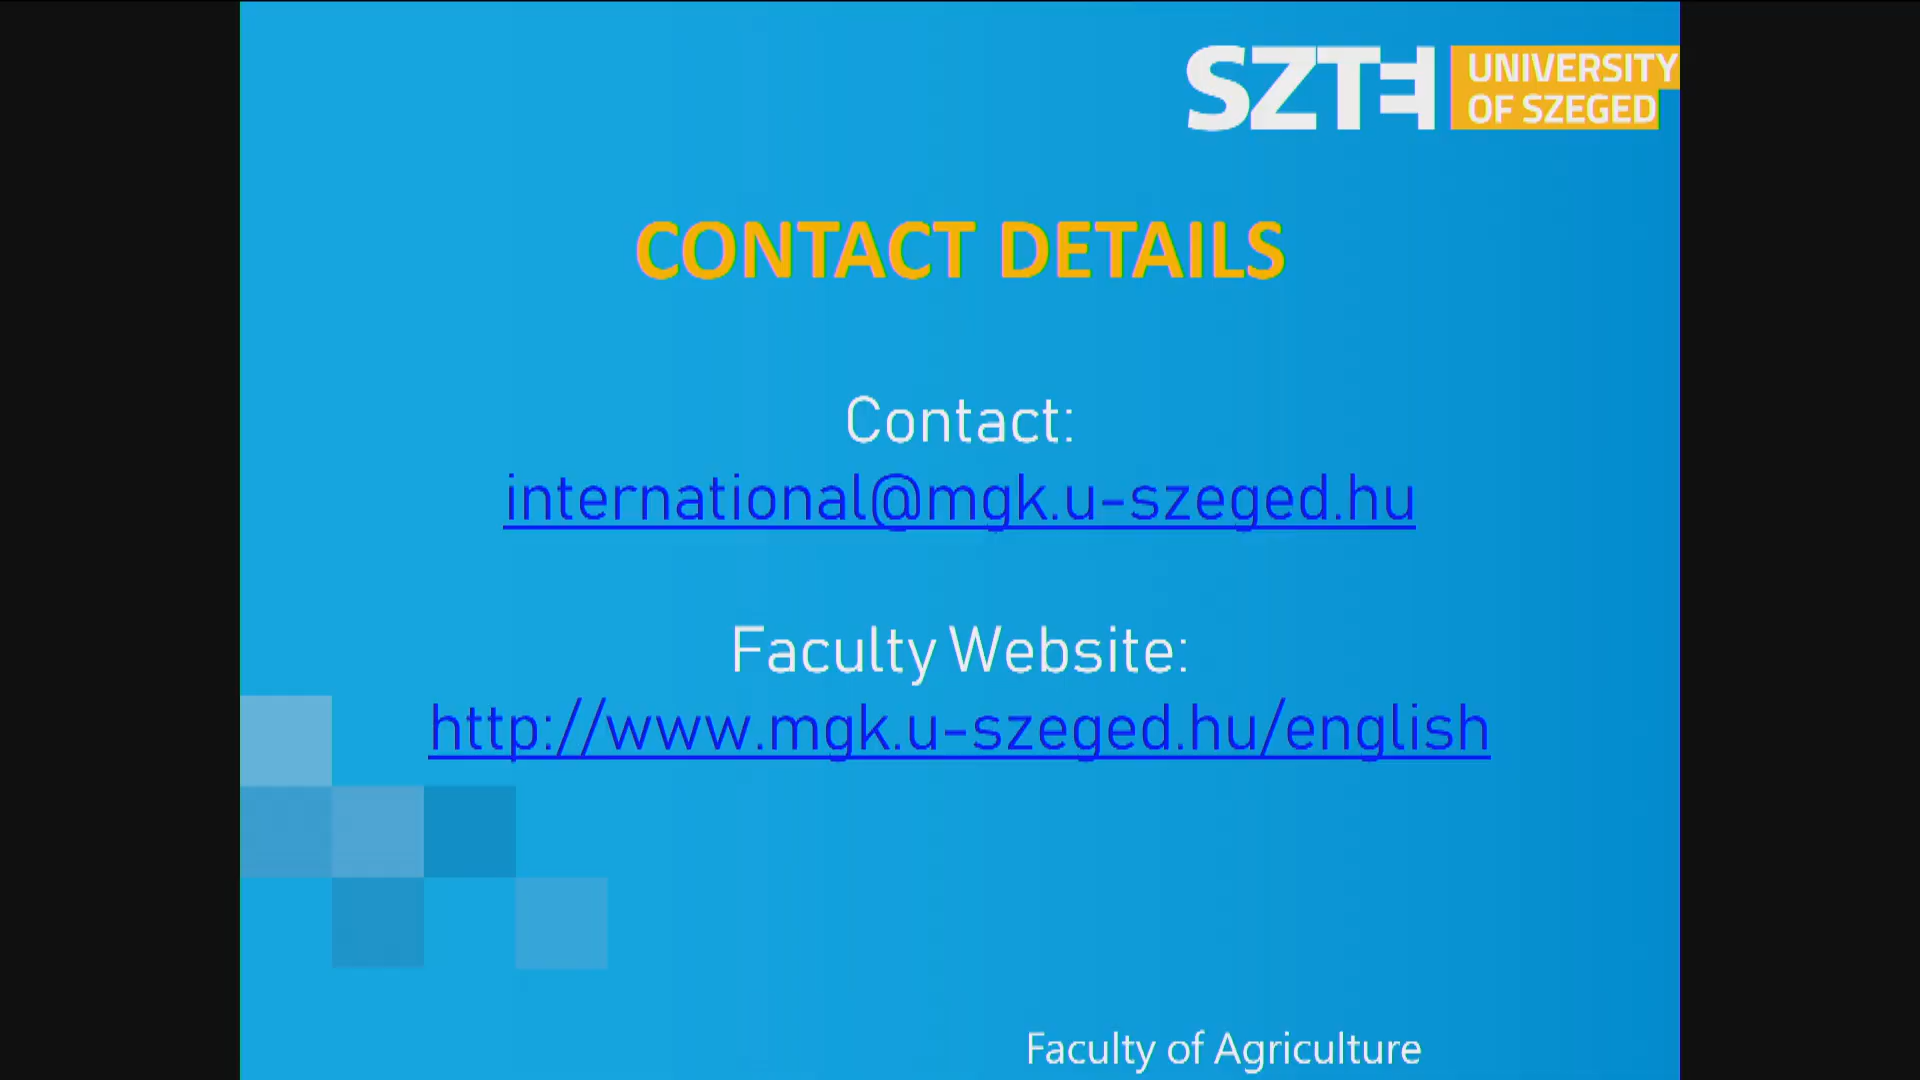 SZTE UNIVERSITY
OF SZEGED
CONTACT DETAILS
Contact:
international@mgk.u-szeged.hu
Faculty Website:
http://www.mgk.u-szeged.hu/english
Faculty of Agriculture